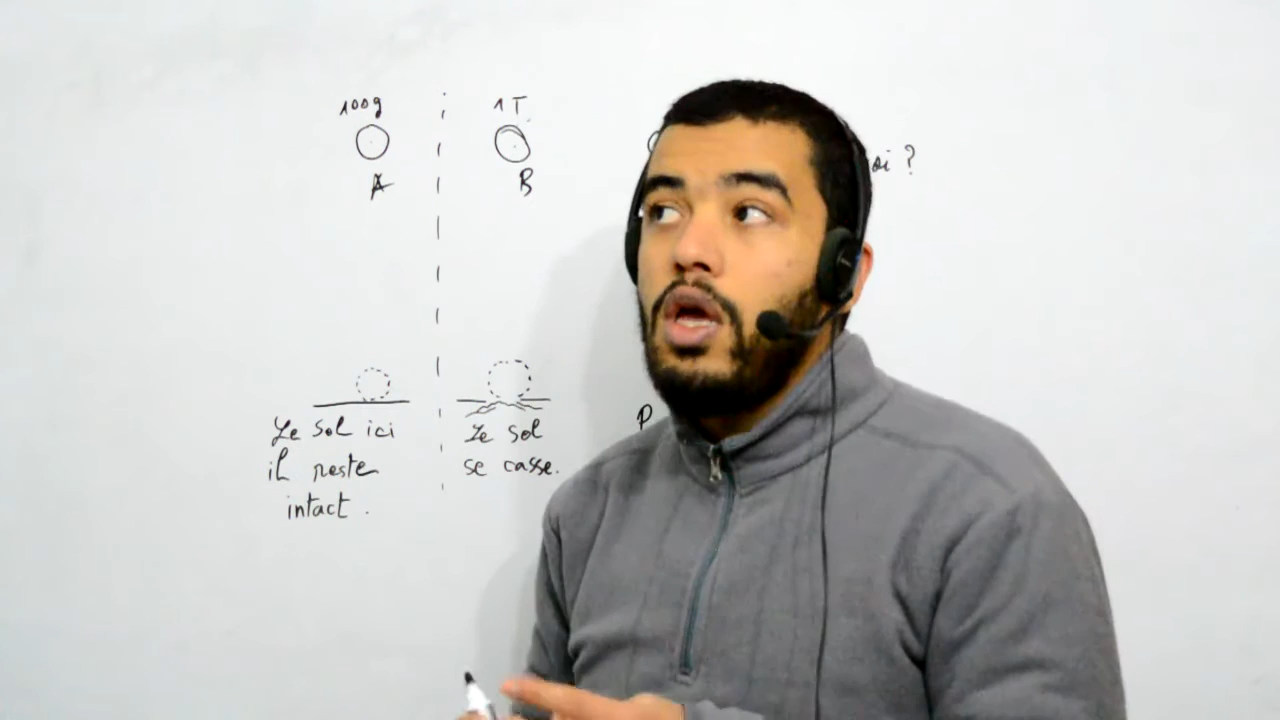 100g
1T.
A
B
?
Le sol ici
il reste
intact.
Le sol
se casse.
P